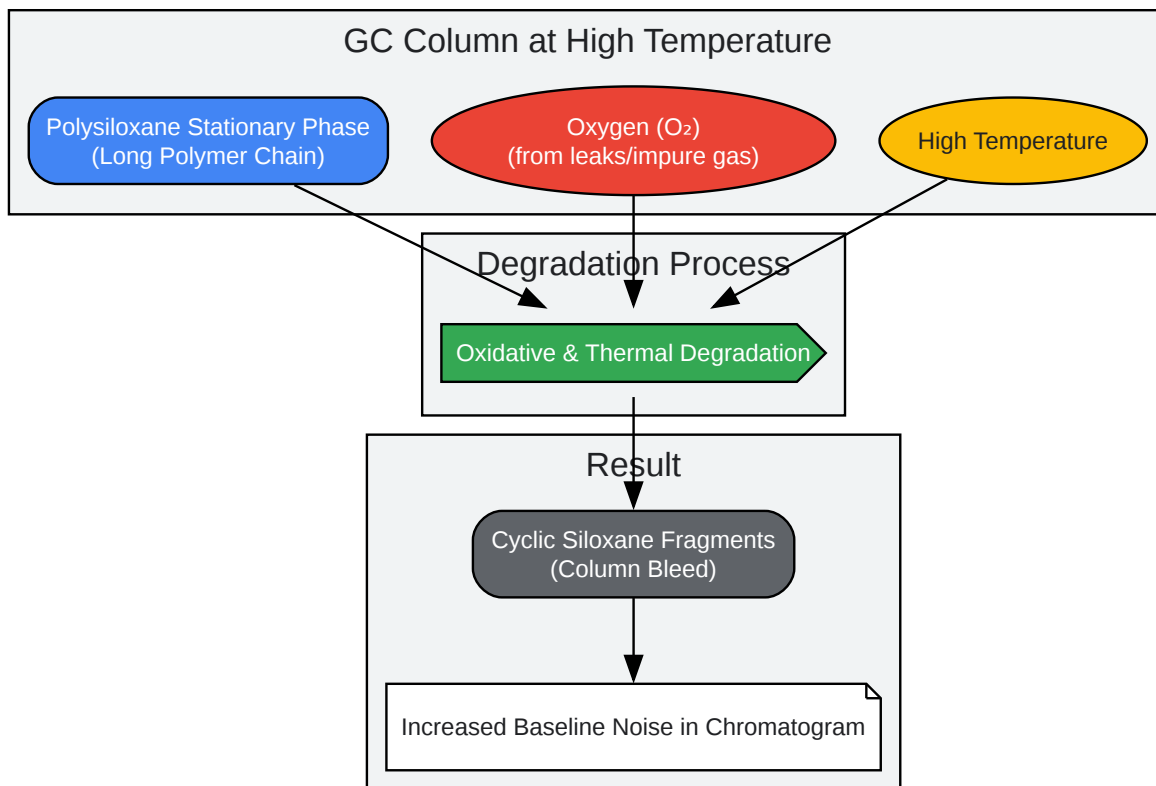 GC Column at High Temperature
Polysiloxane Stationary Phase
(Long Polymer Chain)
Oxygen (O₂)
(from leaks/impure gas)
High Temperature
Degradation Process
Oxidative & Thermal Degradation
Result
Cyclic Siloxane Fragments
(Column Bleed)
Increased Baseline Noise in Chromatogram